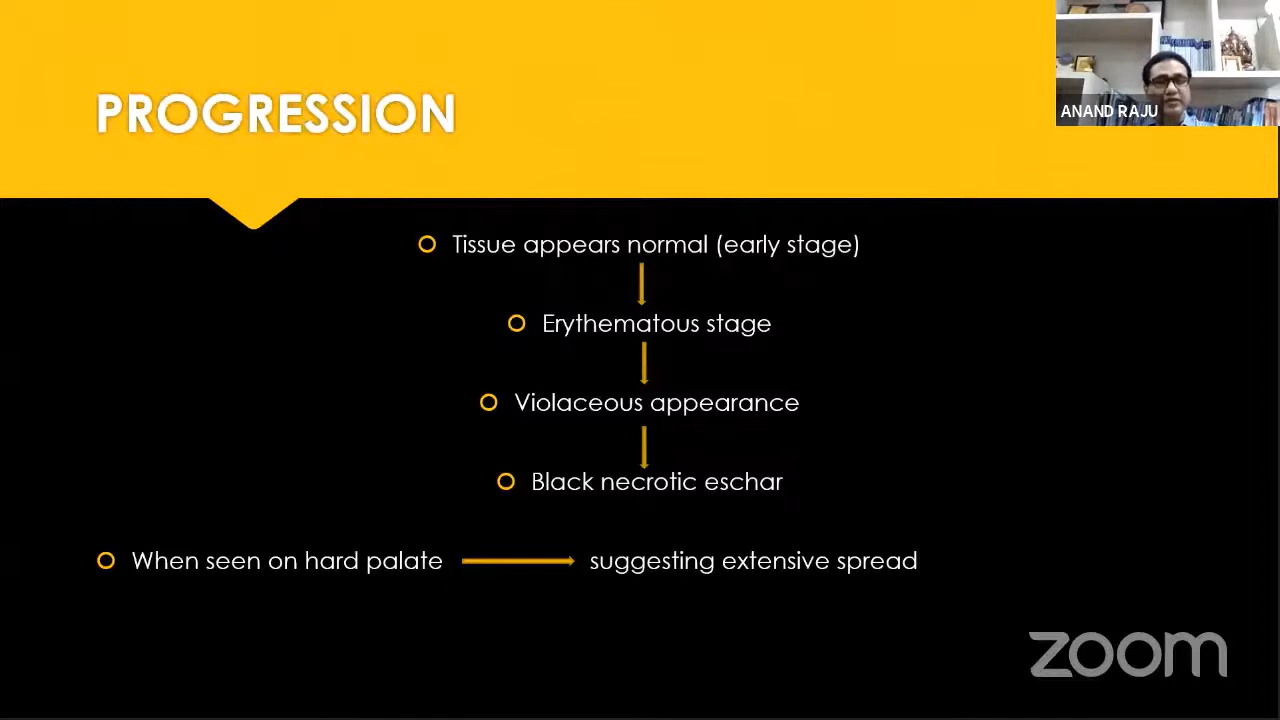 PROGRESSION
ANAND RAJU
Tissue appears normal (early stage)
Erythematous stage
Violaceous appearance
Black necrotic eschar
When seen on hard palate suggesting extensive spread
zoom